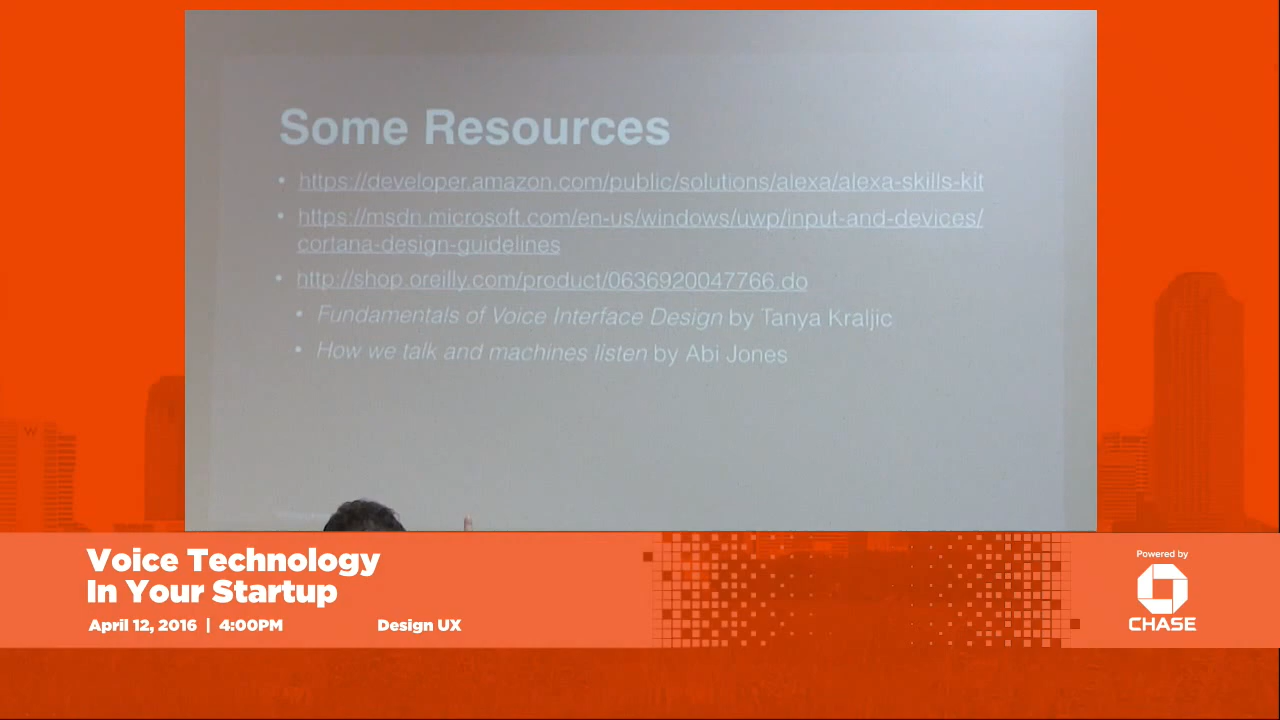 Some Resources
• https://developer.amazon.com/public/solutions/alexa/alexa-skills-kit
• https://msdn.microsoft.com/en-us/windows/uwp/input-and-devices/
cortana-design-guidelines
• http://shop.oreilly.com/product/0636920047766.do
• Fundamentals of Voice Interface Design by Tanya Kraljic
• How we talk and machines listen by Abi Jones
W
Voice Technology
In Your Startup
April 12, 2016 | 4:00PM
Design UX
Powered by
CHASE